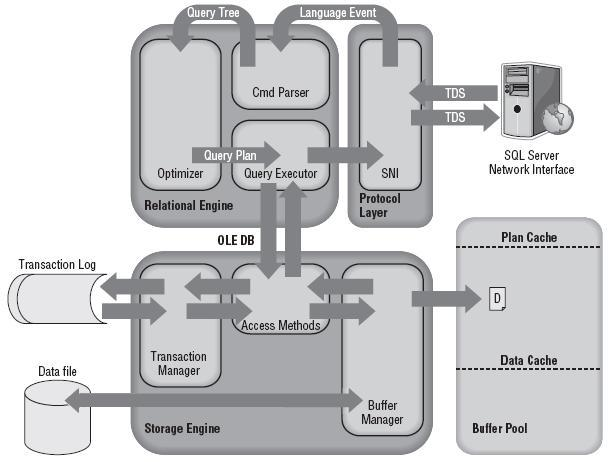 Query Tree
Language Event
Cmd Parser
TDS
TDS
Query Plan
Optimizer
Query Executor
SNI
SQL Server
Network Interface
Relational Engine
Protocol
Layer
OLE DB
Plan Cache
Transaction Log
D
Access Methods
Transaction
Manager
Data Cache
Data file
Buffer
Manager
Storage Engine
Buffer Pool